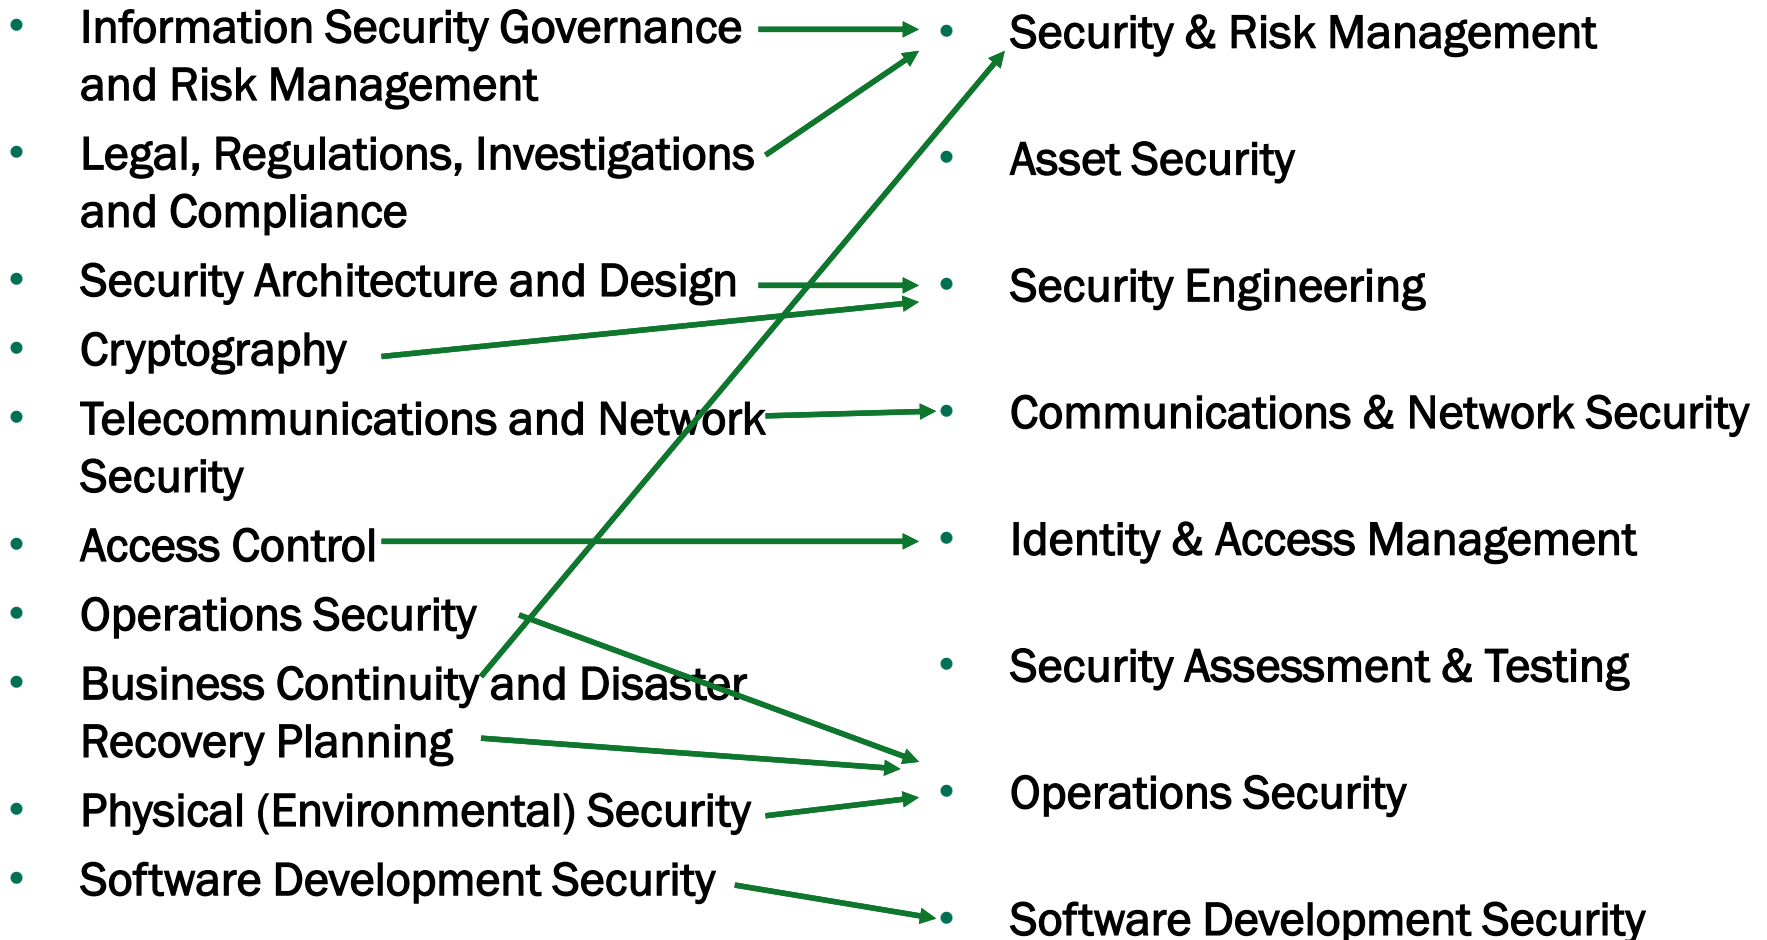 Information Security Governance
and Risk Management
Legal, Regulations, Investigations
and Compliance
Security Architecture and Design
Cryptography
Telecommunications and Network
Security
Access Control
Operations Security
Business Continuity and Disaster
Recovery Planning
Physical (Environmental) Security
Software Development Security
Security & Risk Management
Asset Security
Security Engineering
Communications & Network Security
Identity & Access Management
Security Assessment & Testing
Operations Security
Software Development Security